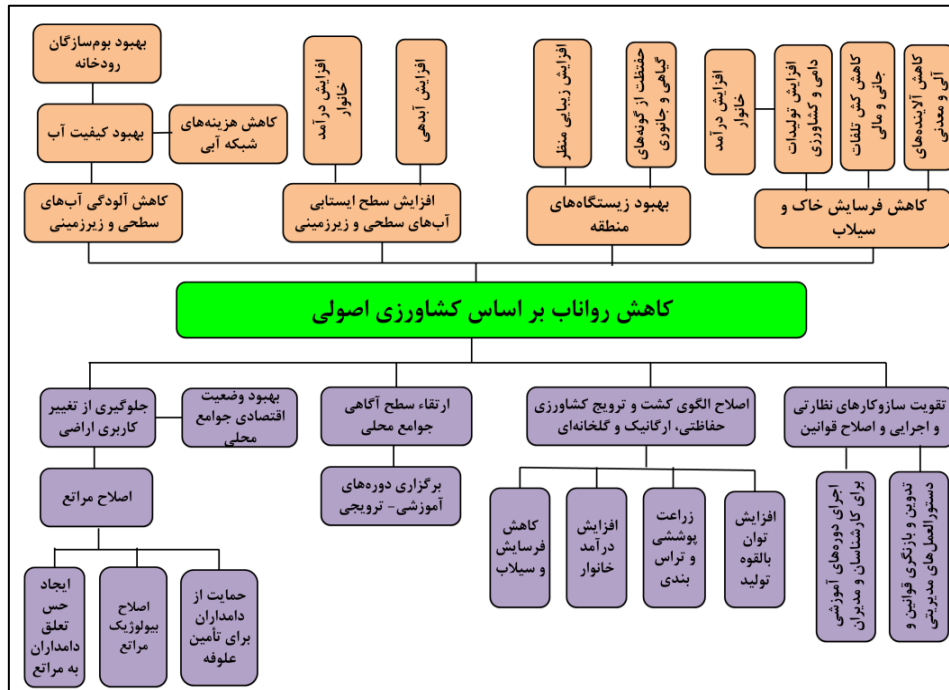 بهبود بوم‌سازگان
رودخانه
بهبود کیفیت آب
کاهش هزینه‌های
شبکه آبی
کاهش آلودگی آب‌های
سطحی و زیرزمینی
افزایش درآمد
خانوار
افزایش آبدهی
افزایش سطح ایستابی
آب‌های سطحی و زیرزمینی
افزایش زیبایی منظر
حفتظت از گونه‌های
گیاهی و جانوری
بهبود زیستگاه‌های
منطقه
افزایش درآمد
خانوار
افزایش تولیدات
دامی و کشاورزی
کاهش کش تلفات
جانی و مالی
کاهش آلاینده‌های
آلی و معدنی
کاهش فرسایش خاک و
سیلاب
کاهش رواناب بر اساس کشاورزی اصولی
جلوگیری از تغییر
کاربری اراضی
بهبود وضعیت
اقتصادی جوامع
محلی
اصلاح مراتع
ایجاد
حس
تعلق
دامداران
به مراتع
اصلاح
بیولوژیک
مراتع
حمایت از
دامداران
برای تأمین
علوفه
ارتقاء سطح آگاهی
جوامع محلی
برگزاری دوره‌های
آموزشی- ترویجی
اصلاح الگوی کشت و ترویج کشاورزی
حفاظتی، ارگانیک و گلخانه‌ای
کاهش
فرسایش
و سیلاب
افزایش
درآمد
خانوار
زراعت
پوششی
و تراس
بندی
افزایش
توان
بالقوه
تولید
تقویت سازوکارهای نظارتی
و اجرایی و اصلاح قوانین
اجرای دوره‌های آموزشی
برای کارشناسان و مدیران
تدوین و بازنگری قوانین و
دستورالعمل‌های مدیریتی